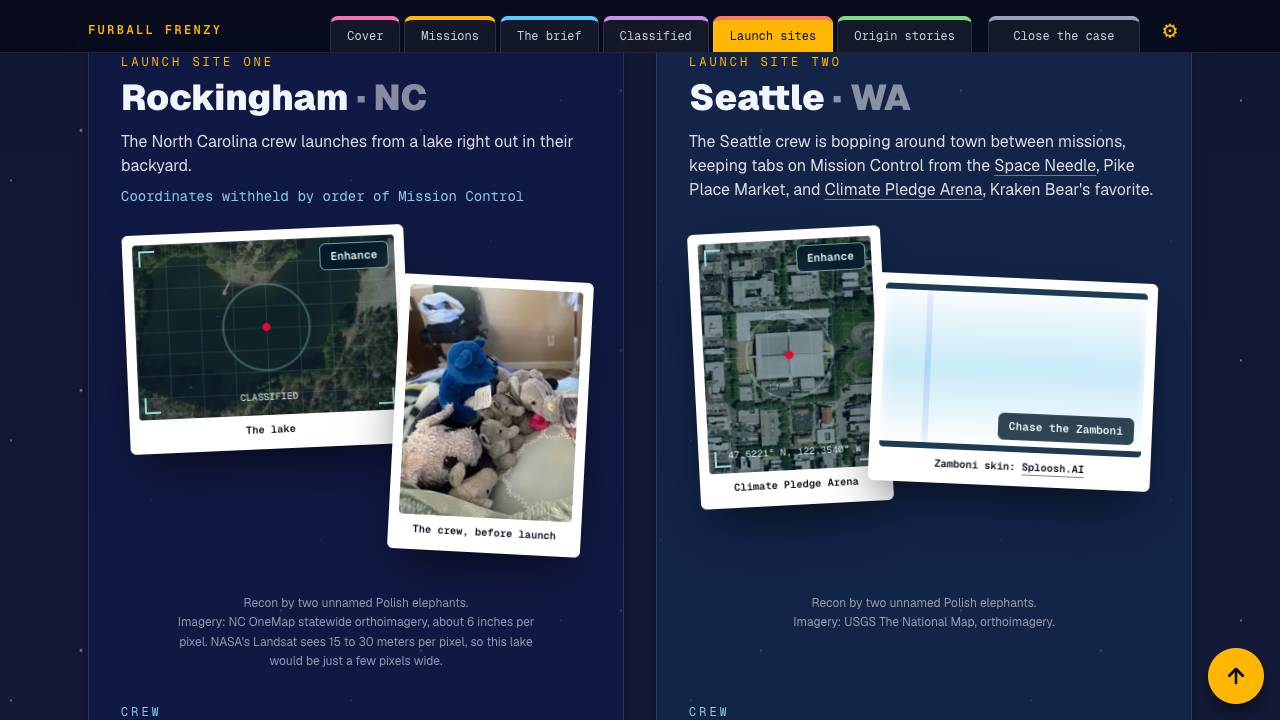 FURBALL FRENZY
Cover
Missions
The brief
Classified
Launch sites
Origin stories
Close the case
LAUNCH SITE ONE
Rockingham · NC
The North Carolina crew launches from a lake right out in their
backyard.
Coordinates withheld by order of Mission Control
Enhance
CLASSIFIED
The lake
The crew, before launch
Recon by two unnamed Polish elephants.
Imagery: NC OneMap statewide orthoimagery, about 6 inches per
pixel. NASA's Landsat sees 15 to 30 meters per pixel, so this lake
would be just a few pixels wide.
CREW
LAUNCH SITE TWO
Seattle · WA
The Seattle crew is bopping around town between missions,
keeping tabs on Mission Control from the Space Needle, Pike
Place Market, and Climate Pledge Arena, Kraken Bear's favorite.
Enhance
47.6221° N, 122.3540° W
Climate Pledge Arena
Chase the Zamboni
Zamboni skin: Sploosh.AI
Recon by two unnamed Polish elephants.
Imagery: USGS The National Map, orthoimagery.
CREW